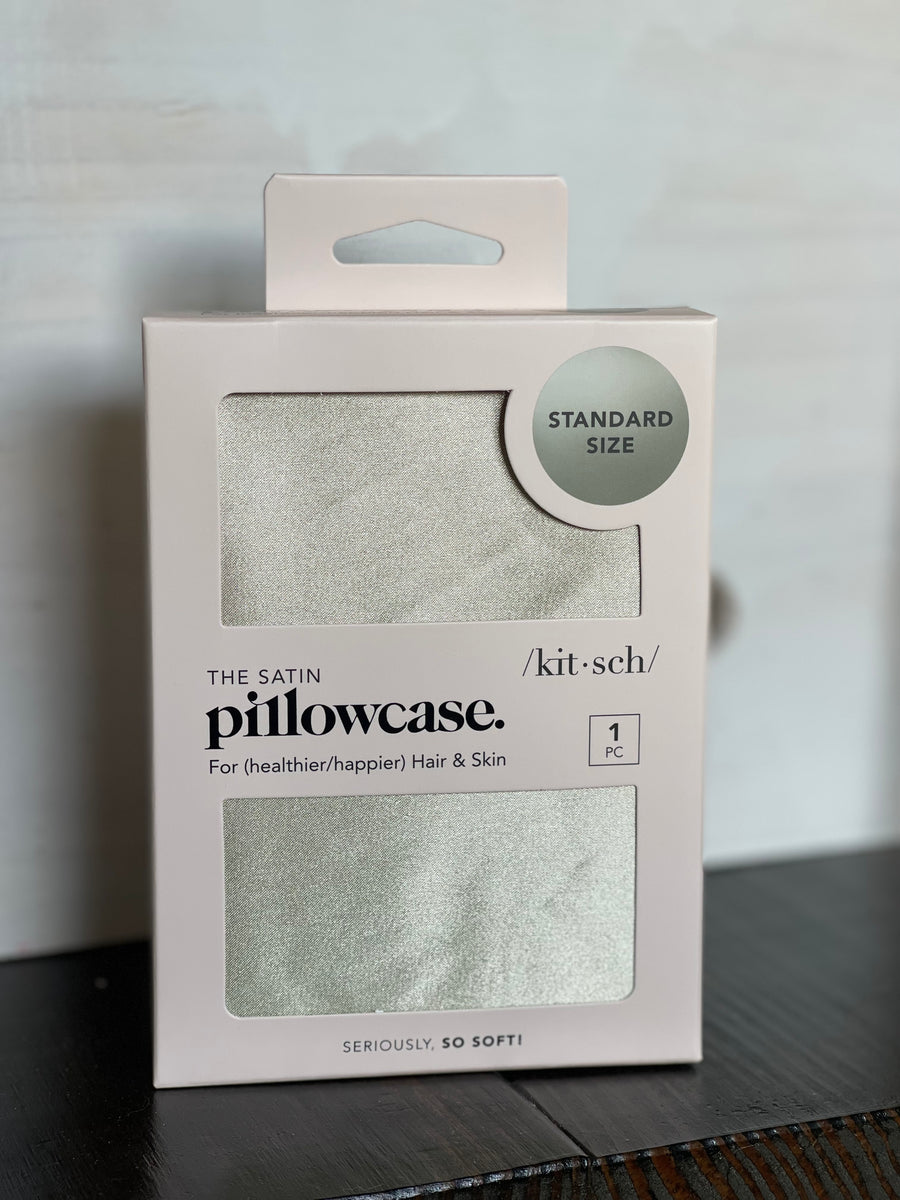 STANDARD
SIZE
/kit·sch/
THE SATIN
pillowcase.
For (healthier/happier) Hair & Skin
1
PC
SERIOUSLY, SO SOFT!